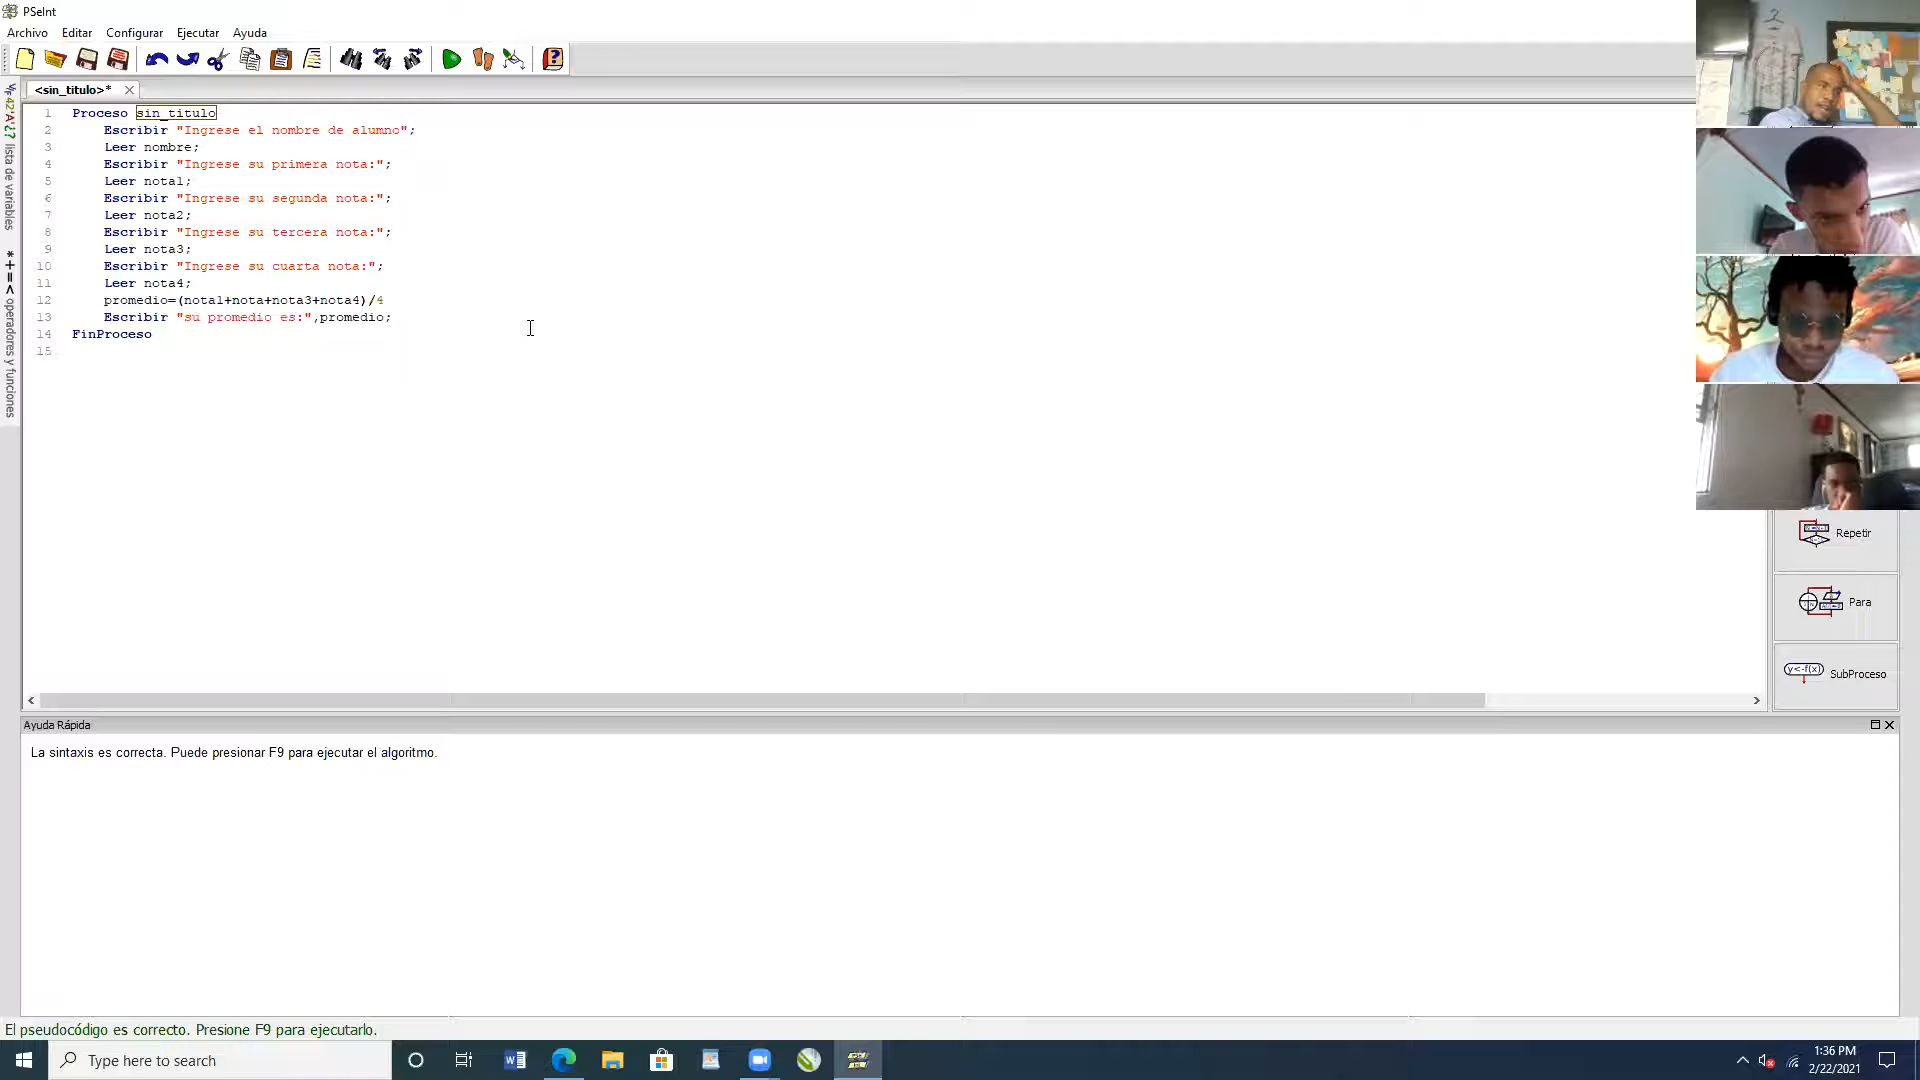 PSeInt
Archivo Editar Configurar Ejecutar Ayuda
<sin_titulo>*
1 Proceso sin_titulo
2 Escribir "Ingrese el nombre de alumno";
3 Leer nombre;
4 Escribir "Ingrese su primera nota:";
5 Leer nota1;
6 Escribir "Ingrese su segunda nota:";
7 Leer nota2;
8 Escribir "Ingrese su tercera nota:";
9 Leer nota3;
10 Escribir "Ingrese su cuarta nota:";
11 Leer nota4;
12 promedio=(nota1+nota+nota3+nota4)/4
13 Escribir "su promedio es:",promedio;
14 FinProceso
15
lista de variables
*+=< operadores y funciones
Repetir
Para
y<-f(x) SubProceso
Ayuda Rápida
La sintaxis es correcta. Puede presionar F9 para ejecutar el algoritmo.
El pseudocódigo es correcto. Presione F9 para ejecutarlo.
Type here to search
1:36 PM
2/22/2021